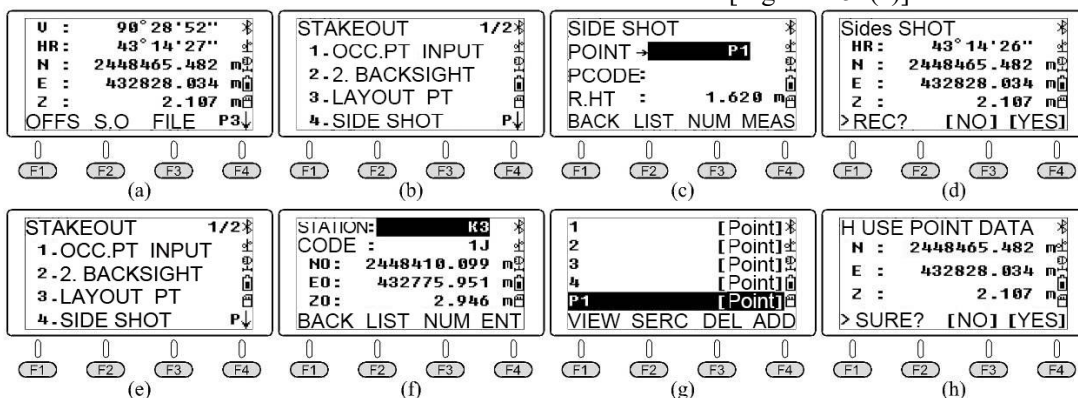 V : 90°28'52"
HR: 43°14'27"
N : 2448465.482 m
E : 432828.034 m
Z : 2.107 m
OFFS S.O FILE P3↓
F1 F2 F3 F4
(a)
STAKEOUT 1/2
1.OCC.PT INPUT
2.2. BACKSIGHT
3.LAYOUT PT
4.SIDE SHOT P↓
F1 F2 F3 F4
(b)
SIDE SHOT
POINT→ P1
PCODE:
R.HT : 1.620 m
BACK LIST NUM MEAS
F1 F2 F3 F4
(c)
Sides SHOT
HR: 43°14'26"
N : 2448465.482 m
E : 432828.034 m
Z : 2.107 m
>REC? [NO] [YES]
F1 F2 F3 F4
(d)
STAKEOUT 1/2
1.OCC.PT INPUT
2.2. BACKSIGHT
3.LAYOUT PT
4.SIDE SHOT P↓
F1 F2 F3 F4
(e)
STATION: K3
CODE : 1J
N0: 2448410.099 m
E0: 432775.951 m
Z0: 2.946 m
BACK LIST NUM ENT
F1 F2 F3 F4
(f)
1 [Point]
2 [Point]
3 [Point]
4 [Point]
P1 [Point]
VIEW SERC DEL ADD
F1 F2 F3 F4
(g)
H USE POINT DATA
N : 2448465.482 m
E : 432828.034 m
Z : 2.107 m
> SURE? [NO] [YES]
F1 F2 F3 F4
(h)